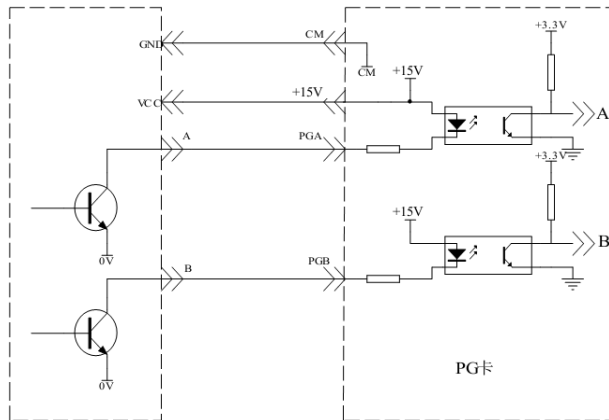 GND
CM
CM
+3.3V
VCC
+15V
+15V
A
A
PGA
+3.3V
0V
+15V
B
B
PGB
0V
PG卡